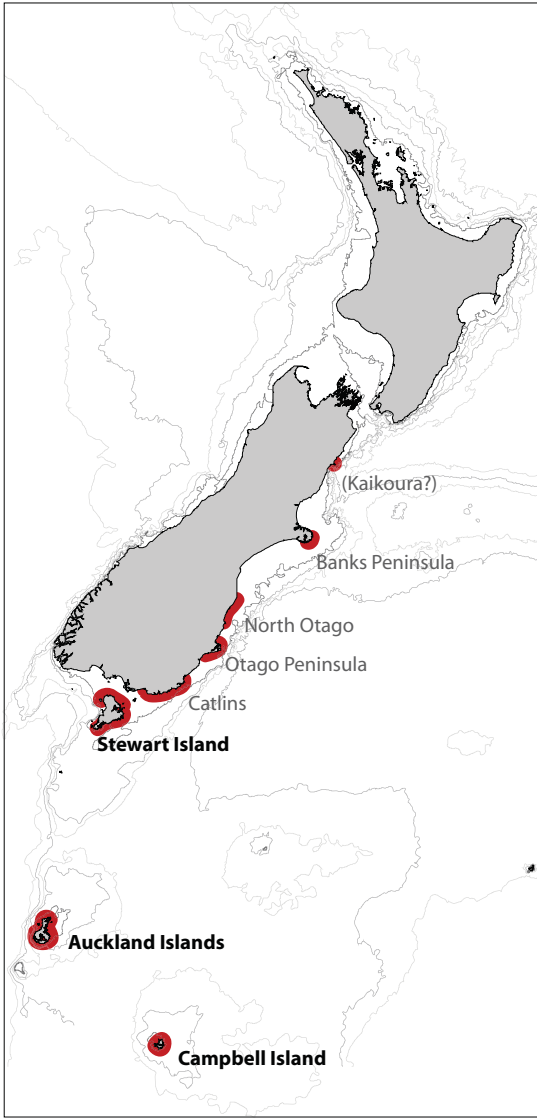 (Kaikoura?)
Banks Peninsula
North Otago
Otago Peninsula
Catlins
Stewart Island
Auckland Islands
Campbell Island